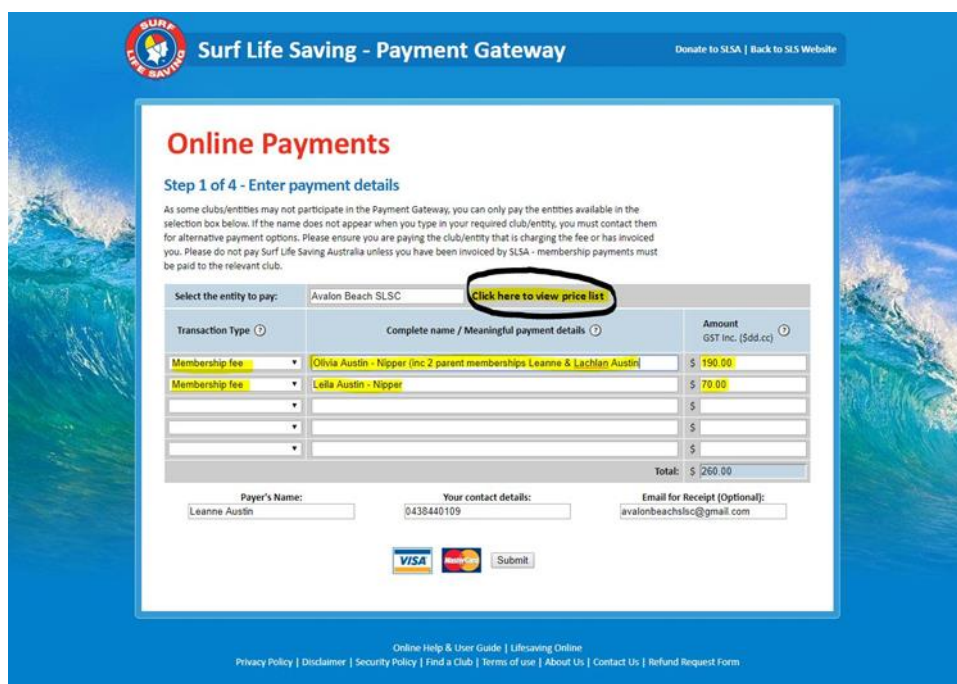 SURF
LIFE SAVING
Surf Life Saving - Payment Gateway
Donate to SLSA | Back to SLS Website
Online Payments
Step 1 of 4 - Enter payment details
As some clubs/entities may not participate in the Payment Gateway, you can only pay the entities available in the
selection box below. If the name does not appear when you type in your required club/entity, you must contact them
for alternative payment options. Please ensure you are paying the club/entity that is charging the fee or has invoiced
you. Please do not pay Surf Life Saving Australia unless you have been invoiced by SLSA - membership payments must
be paid to the relevant club.
Select the entity to pay: Avalon Beach SLSC Click here to view price list
Transaction Type (?) Complete name / Meaningful payment details (?) Amount (?)
GST Inc. ($dd.cc)
Membership fee Olivia Austin - Nipper (inc 2 parent memberships Leanne & Lachlan Austin $ 190.00
Membership fee Leila Austin - Nipper $ 70.00
$
$
$
Total: $ 260.00
Payer's Name: Your contact details: Email for Receipt (Optional):
Leanne Austin 0438440109 avalonbeachslsc@gmail.com
VISA MasterCard Submit
Online Help & User Guide | Lifesaving Online
Privacy Policy | Disclaimer | Security Policy | Find a Club | Terms of use | About Us | Contact Us | Refund Request Form